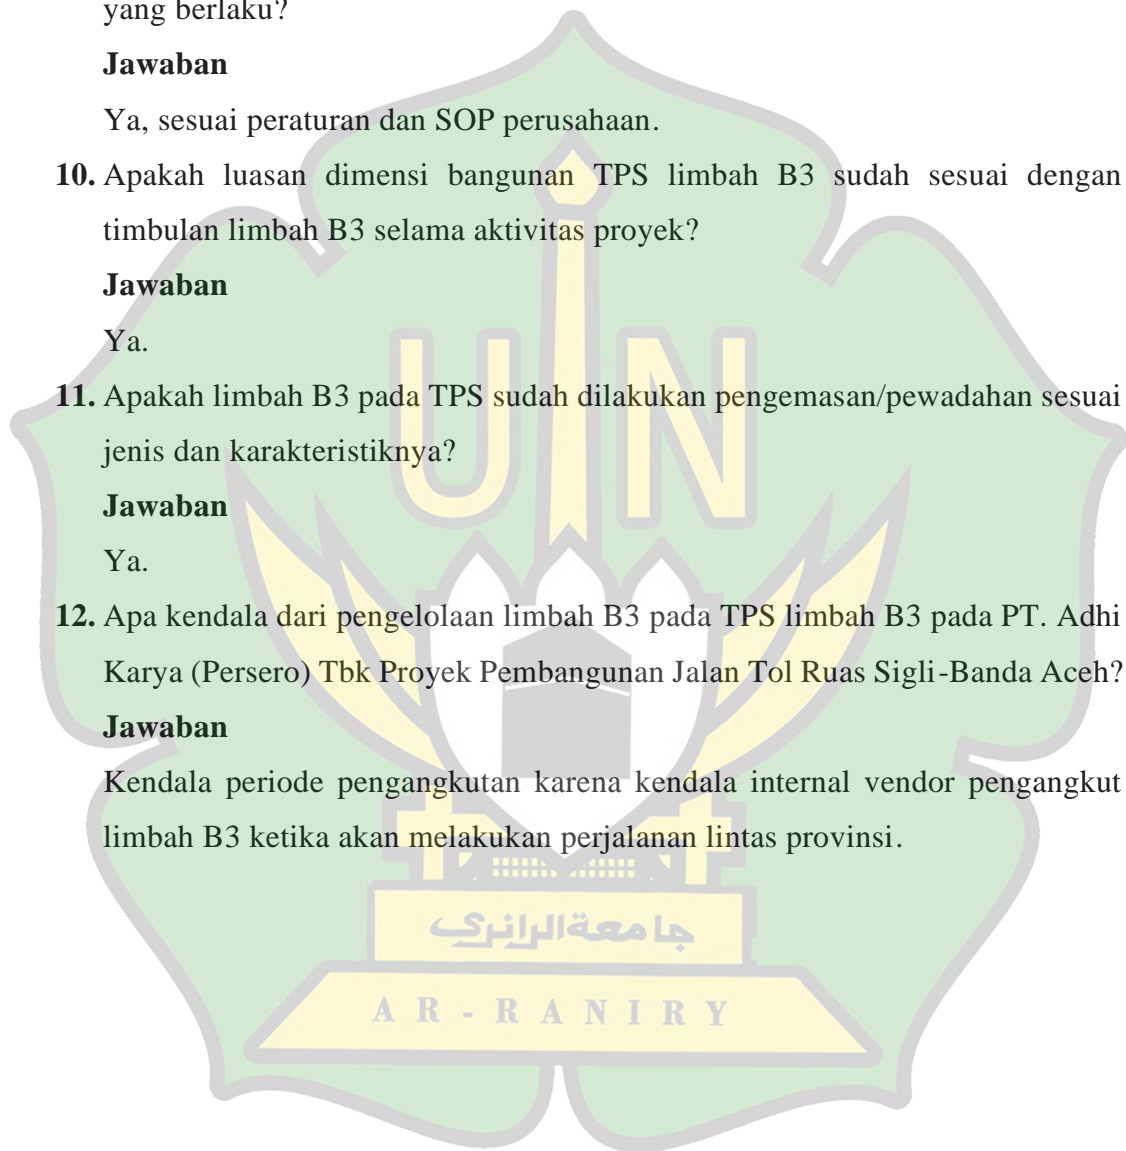 yang berlaku?
Jawaban
Ya, sesuai peraturan dan SOP perusahaan.
10. Apakah luasan dimensi bangunan TPS limbah B3 sudah sesuai dengan
timbulan limbah B3 selama aktivitas proyek?
Jawaban
Ya.
11. Apakah limbah B3 pada TPS sudah dilakukan pengemasan/pewadahan sesuai
jenis dan karakteristiknya?
Jawaban
Ya.
12. Apa kendala dari pengelolaan limbah B3 pada TPS limbah B3 pada PT. Adhi
Karya (Persero) Tbk Proyek Pembangunan Jalan Tol Ruas Sigli-Banda Aceh?
Jawaban
Kendala periode pengangkutan karena kendala internal vendor pengangkut
limbah B3 ketika akan melakukan perjalanan lintas provinsi.
UIN
جامعة الرانري
AR-RANIRY